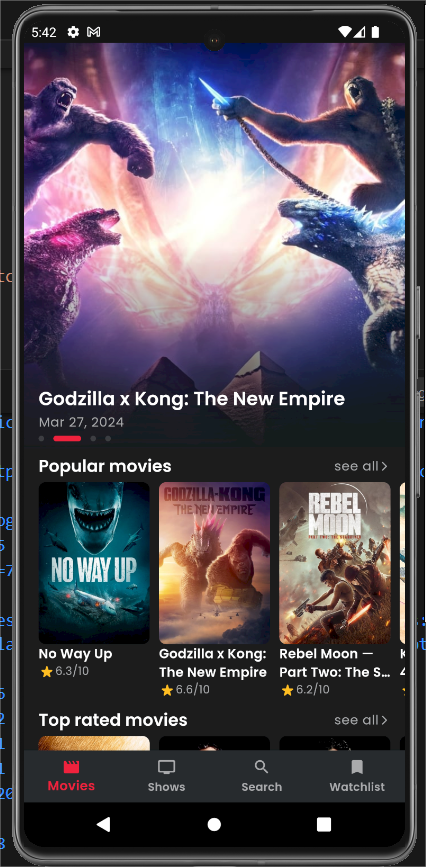 5:42
Godzilla x Kong: The New Empire
Mar 27, 2024
Popular movies
see all
NO WAY UP
GODZILLA-KONG
THE NEW EMPIRE
REBEL
MOON
No Way Up
Godzilla x Kong:
The New Empire
Rebel Moon —
Part Two: The S...
6.3/10
6.6/10
6.2/10
Top rated movies
see all
Movies
Shows
Search
Watchlist